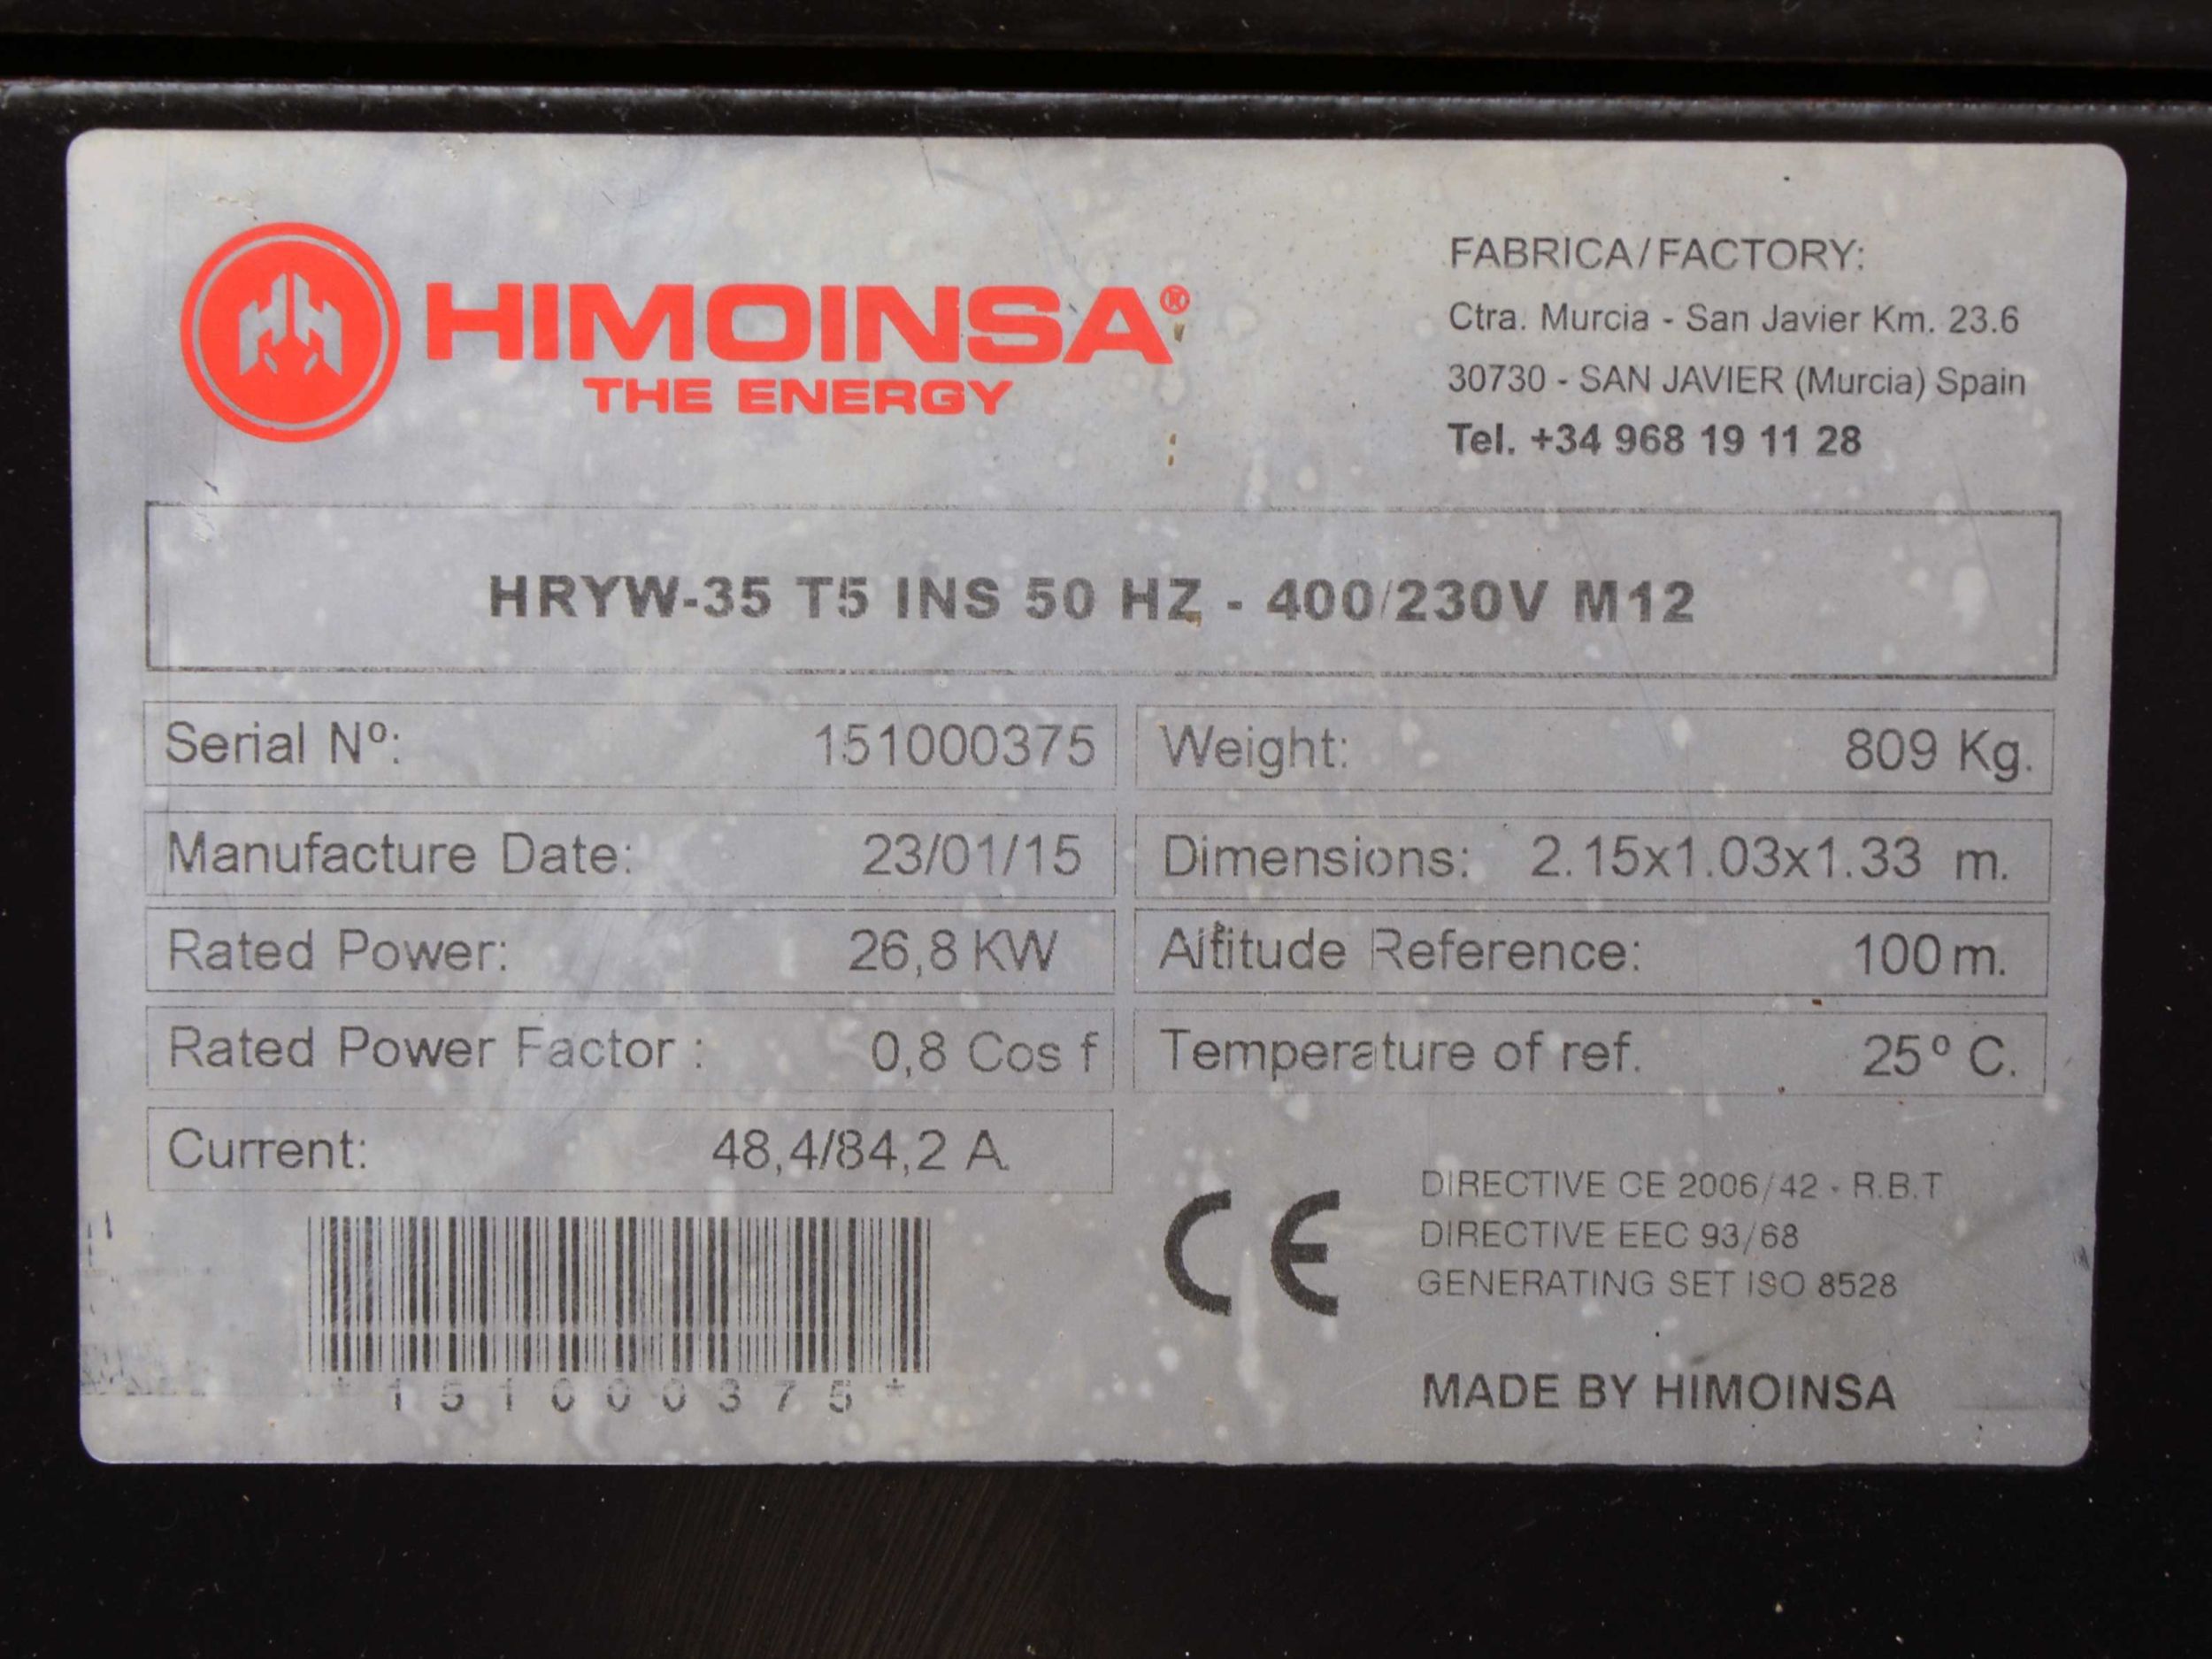 HIMOINSA®
THE ENERGY
FABRICA/FACTORY:
Ctra. Murcia - San Javier Km. 23.6
30730 - SAN JAVIER (Murcia) Spain
Tel. +34 968 19 11 28
HRYW-35 T5 INS 50 HZ - 400/230V M12
Serial Nº: 151000375
Weight: 809 Kg.
Manufacture Date: 23/01/15
Dimensions: 2.15x1.03x1.33 m.
Rated Power: 26,8 KW
Altitude Reference: 100 m.
Rated Power Factor : 0,8 Cos f
Temperature of ref. 25º C.
Current: 48,4/84,2 A.
*151000375*
CE
DIRECTIVE CE 2006/42 - R.B.T
DIRECTIVE EEC 93/68
GENERATING SET ISO 8528
MADE BY HIMOINSA